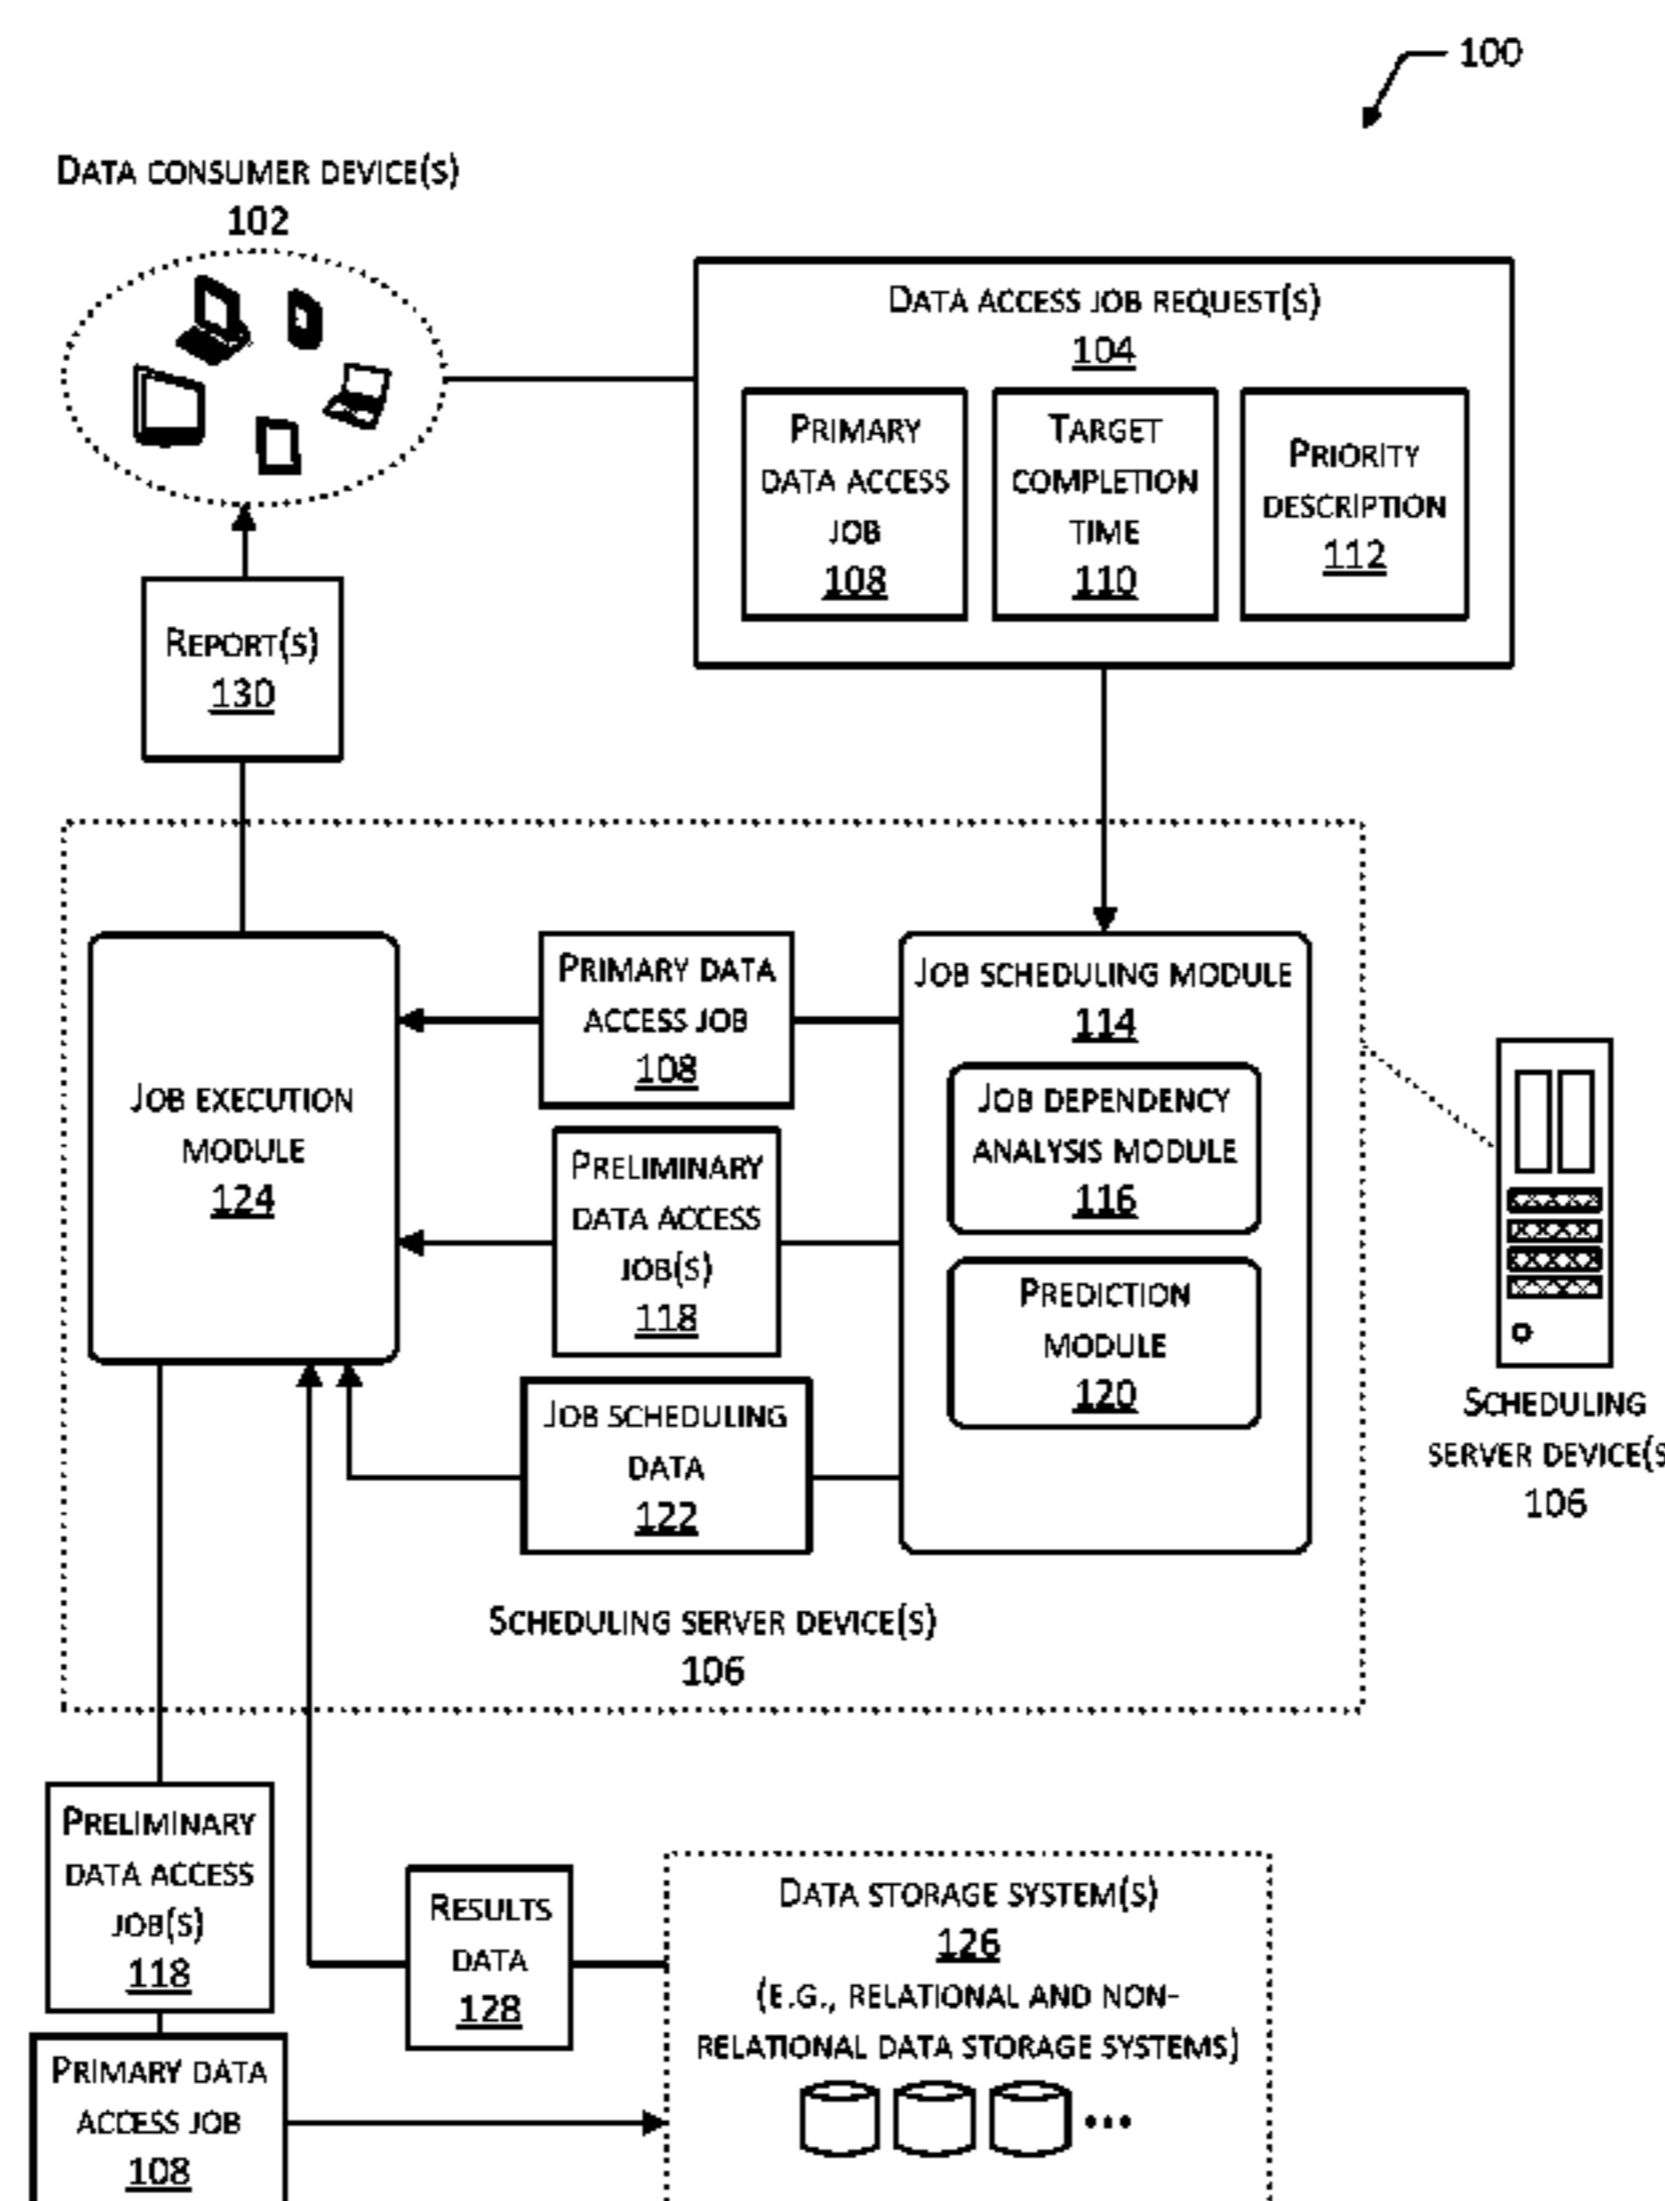 100
Data consumer device(s)
102
Data access job request(s)
104
Primary
data access
job
108
Target
completion
time
110
Priority
description
112
Report(s)
130
Job execution
module
124
Primary data
access job
108
Preliminary
data access
job(s)
118
Job scheduling
data
122
Job scheduling module
114
Job dependency
analysis module
116
Prediction
module
120
Scheduling
server device(s
106
Scheduling server device(s)
106
Preliminary
data access
job(s)
118
Primary data
access job
108
Results
data
128
Data storage system(s)
126
(e.g., relational and non-
relational data storage systems)
...